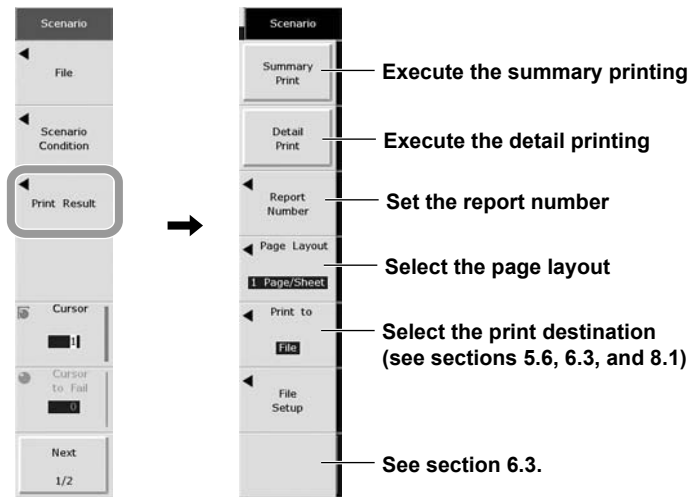 Scenario
File
Scenario
Condition
Print Result
Cursor
1
Cursor
to Fail
0
Next
1/2
Scenario
Summary
Print
Execute the summary printing
Detail
Print
Execute the detail printing
Report
Number
Set the report number
Page Layout
1 Page/Sheet
Select the page layout
Print to
File
Select the print destination
(see sections 5.6, 6.3, and 8.1)
File
Setup
See section 6.3.